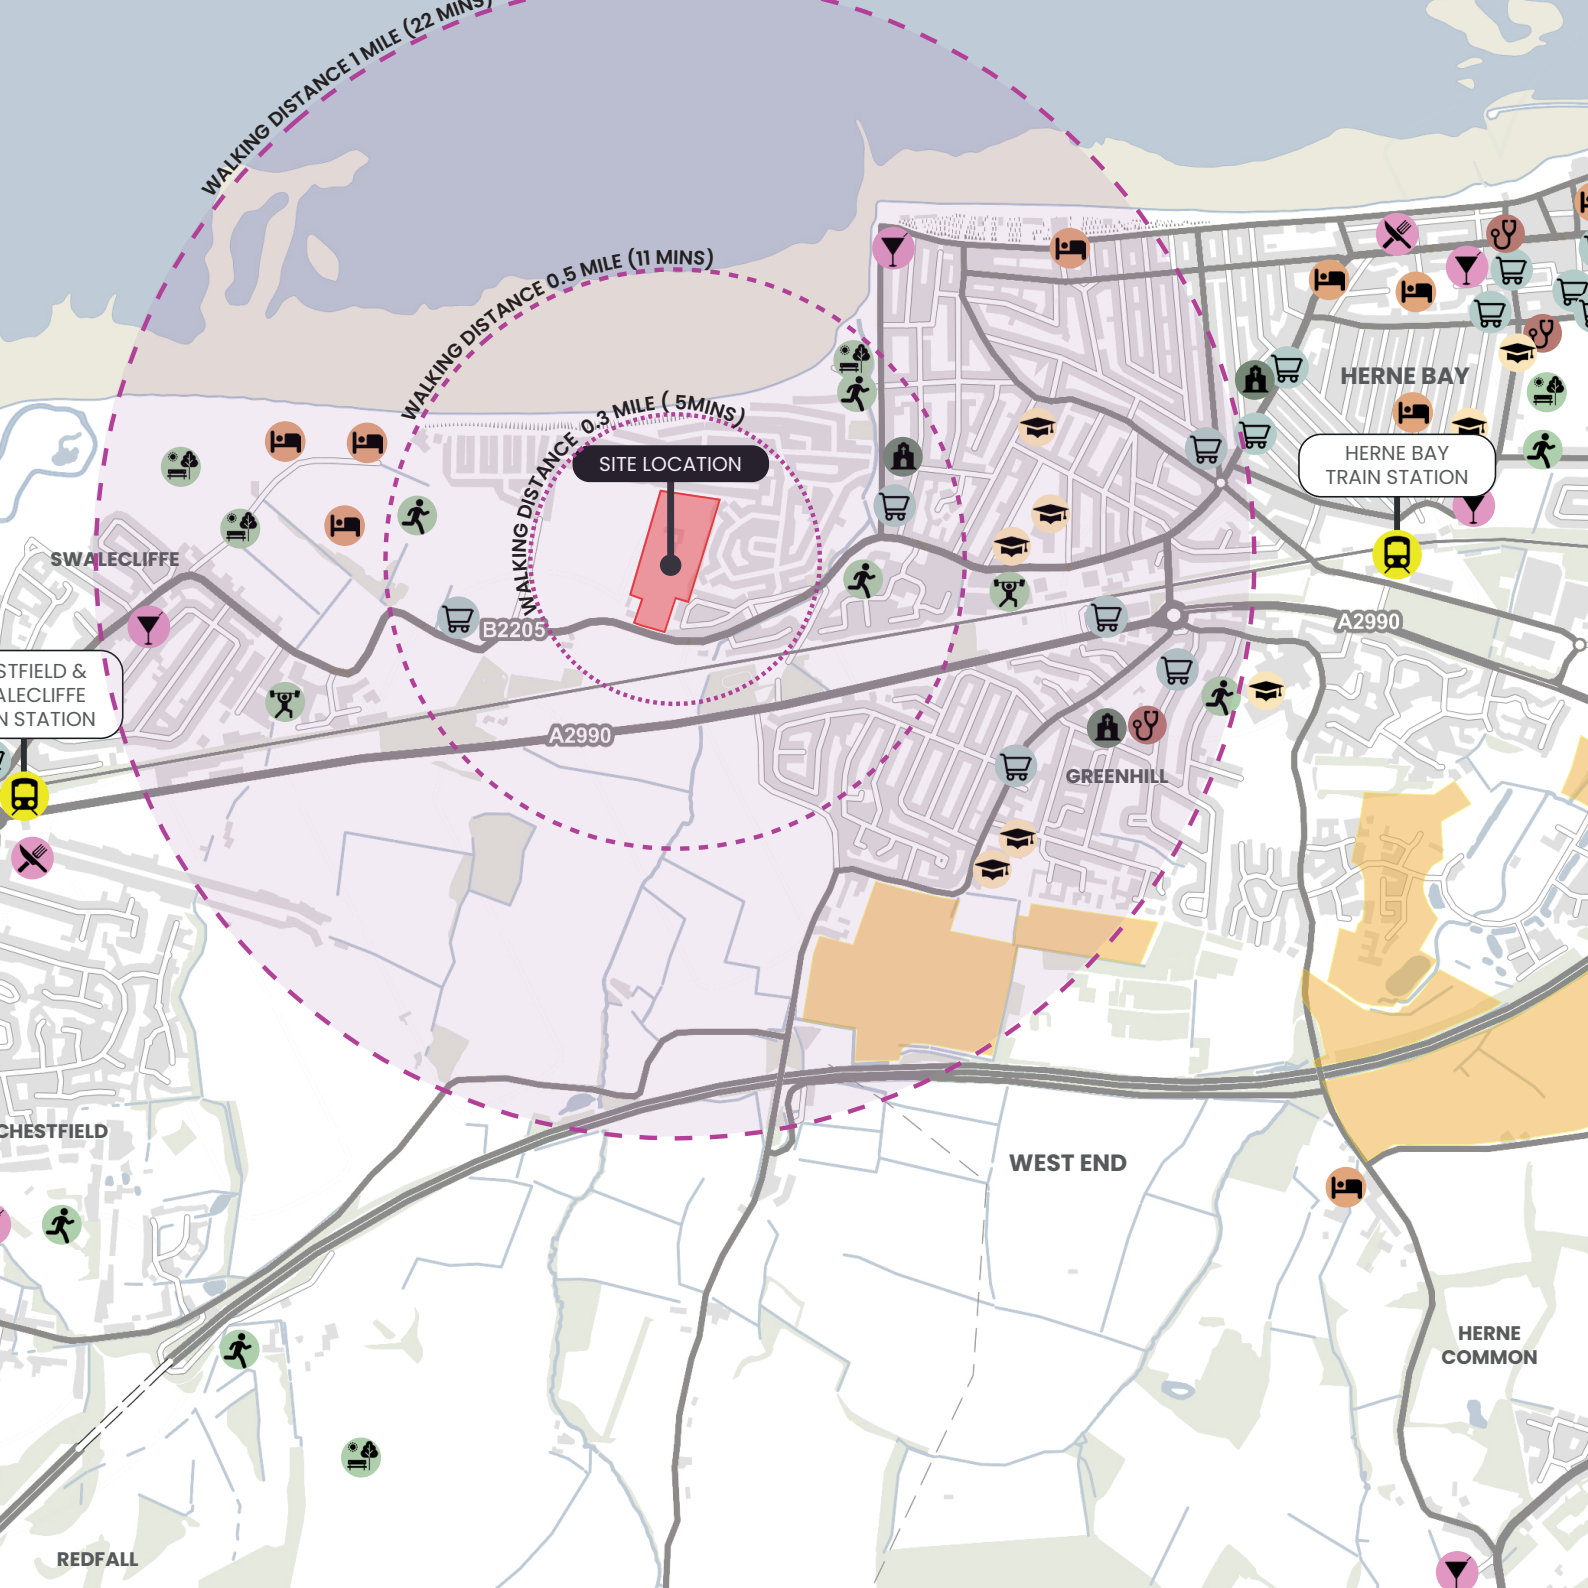 WALKING DISTANCE 1 MILE (22 MINS)
WALKING DISTANCE 0.5 MILE (11 MINS)
WALKING DISTANCE 0.3 MILE ( 5MINS)
SITE LOCATION
HERNE BAY
HERNE BAY
TRAIN STATION
SWALECLIFFE
B2205
A2990
STFIELD &
ALECLIFFE
N STATION
A2990
GREENHILL
CHESTFIELD
WEST END
HERNE
COMMON
REDFALL